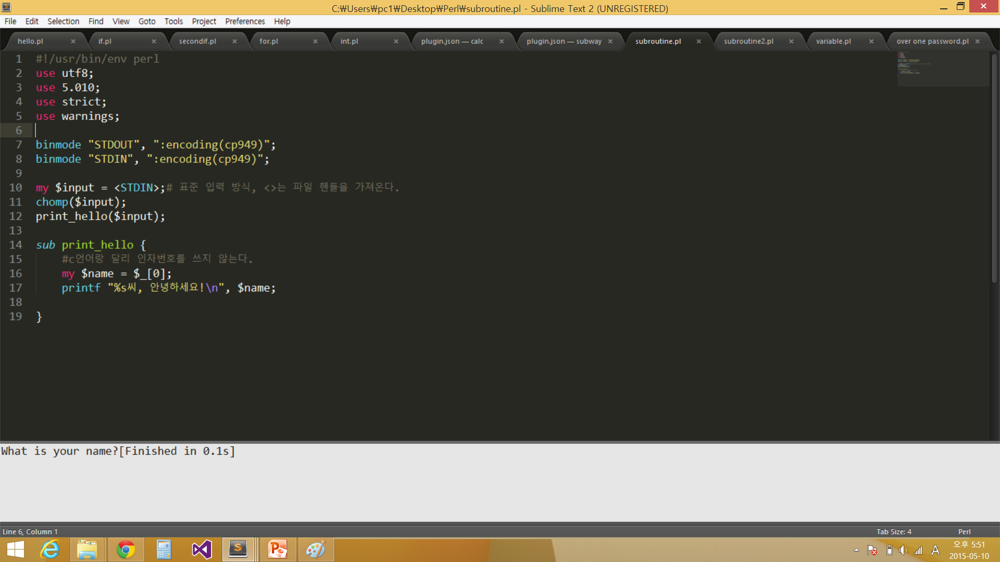 C:₩Users₩pc1₩Desktop₩Perl₩subroutine.pl - Sublime Text 2 (UNREGISTERED)
File Edit Selection Find View Goto Tools Project Preferences Help
hello.pl × if.pl × secondif.pl × for.pl × int.pl × plugin.json — calc × plugin.json — subway × subroutine.pl × subroutine2.pl × variable.pl × over one password.pl ×
1 #!/usr/bin/env perl
2 use utf8;
3 use 5.010;
4 use strict;
5 use warnings;
6
7 binmode "STDOUT", ":encoding(cp949)";
8 binmode "STDIN", ":encoding(cp949)";
9
10 my $input = <STDIN>;# 표준 입력 방식, <>는 파일 핸들을 가져온다.
11 chomp($input);
12 print_hello($input);
13
14 sub print_hello {
15 #c언어랑 달리 인자번호를 쓰지 않는다.
16 my $name = $_[0];
17 printf "%s씨, 안녕하세요!\n", $name;
18
19 }
What is your name?[Finished in 0.1s]
Line 6, Column 1 Tab Size: 4 Perl
A 오후 5:51
2015-05-10